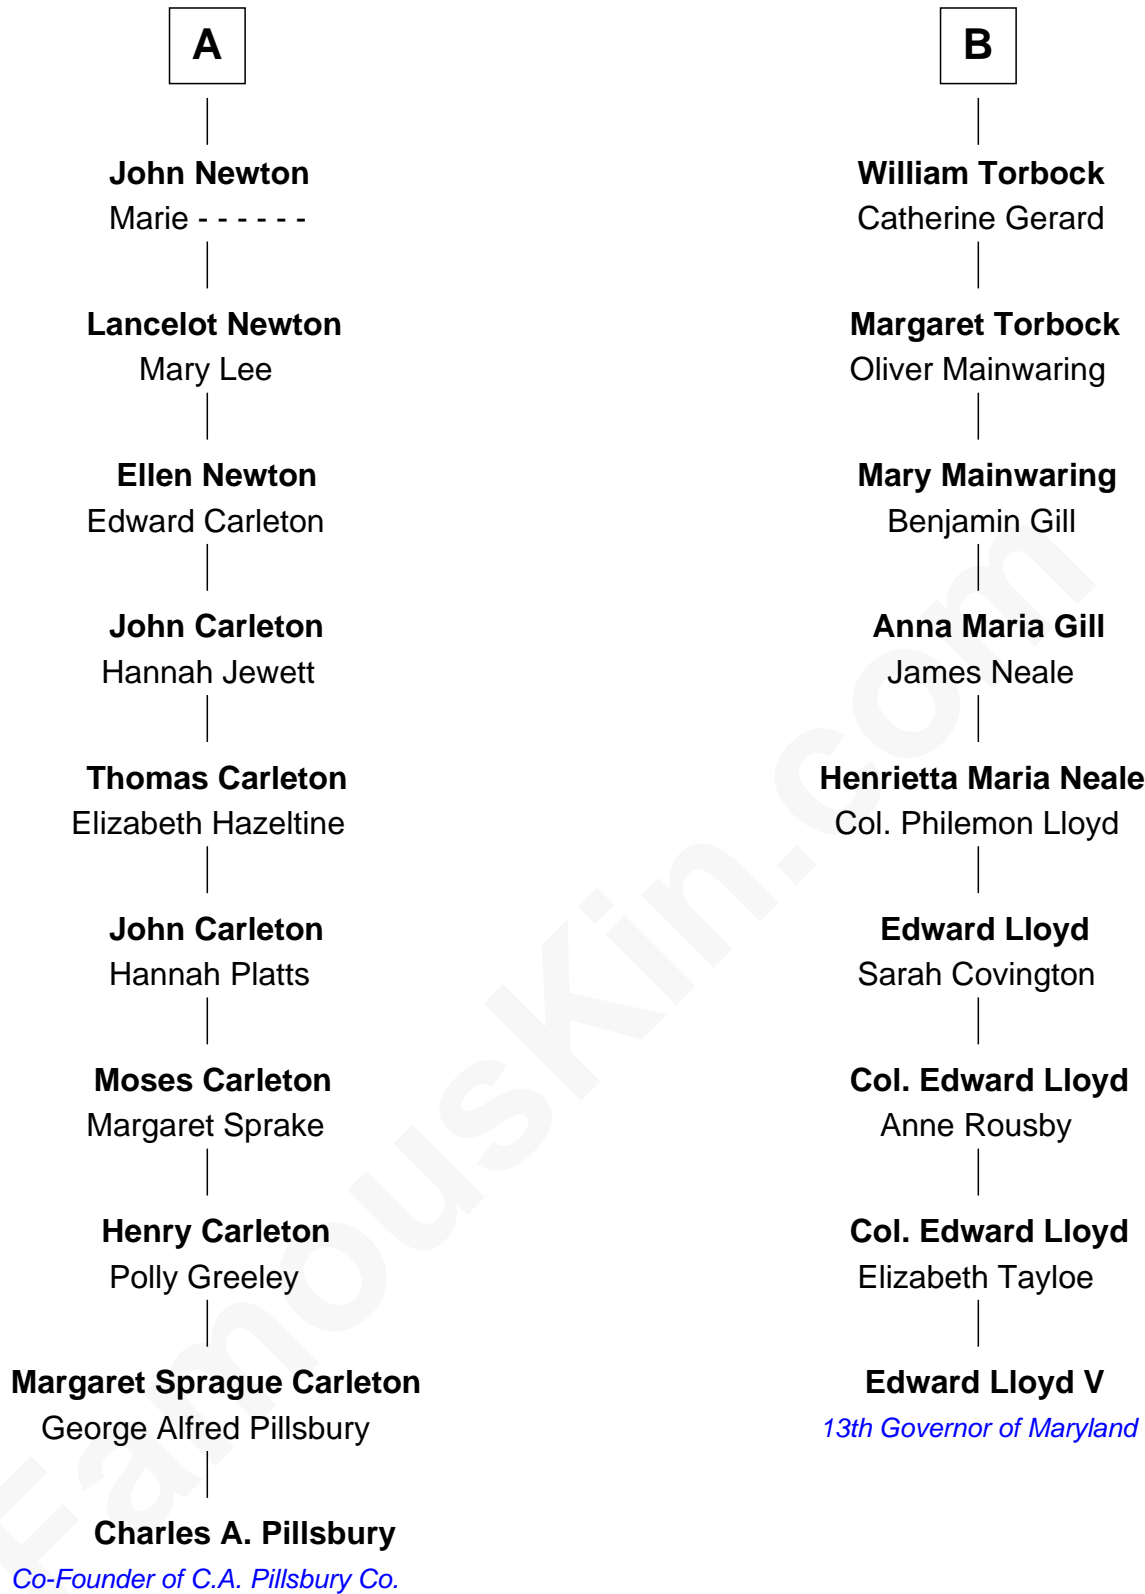 A
John Newton
Marie - - - - - -
Lancelot Newton
Mary Lee
Ellen Newton
Edward Carleton
John Carleton
Hannah Jewett
Thomas Carleton
Elizabeth Hazeltine
John Carleton
Hannah Platts
Moses Carleton
Margaret Sprake
Henry Carleton
Polly Greeley
Margaret Sprague Carleton
George Alfred Pillsbury
Charles A. Pillsbury
Co-Founder of C.A. Pillsbury Co.
B
William Torbock
Catherine Gerard
Margaret Torbock
Oliver Mainwaring
Mary Mainwaring
Benjamin Gill
Anna Maria Gill
James Neale
Henrietta Maria Neale
Col. Philemon Lloyd
Edward Lloyd
Sarah Covington
Col. Edward Lloyd
Anne Rousby
Col. Edward Lloyd
Elizabeth Tayloe
Edward Lloyd V
13th Governor of Maryland
FamousKin.com